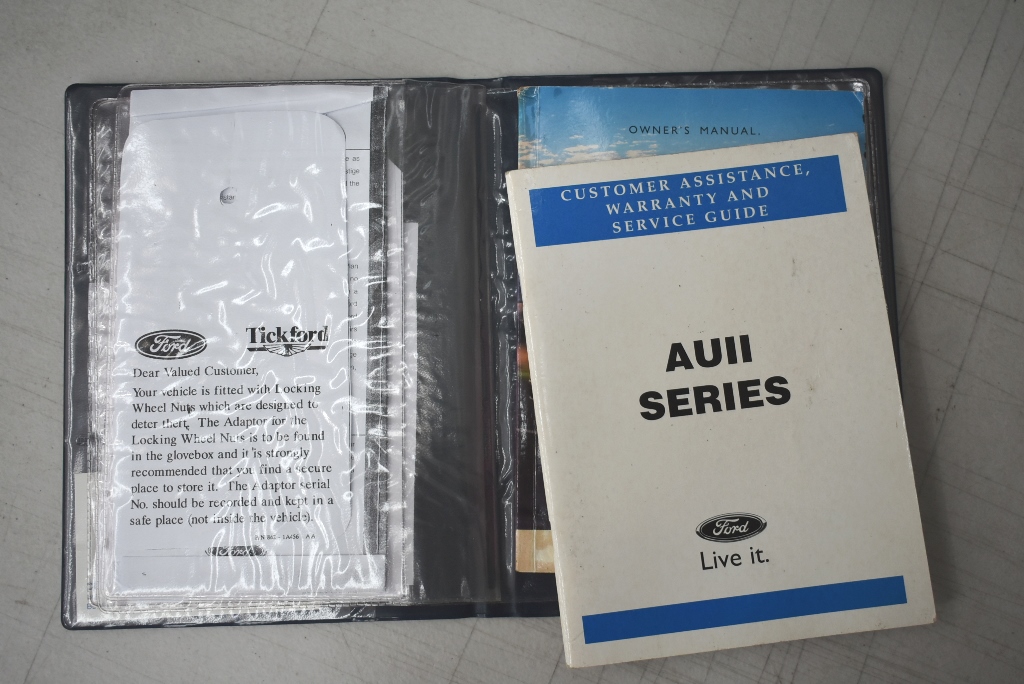 Ford Tickford
Dear Valued Customer,
Your vehicle is fitted with Locking
Wheel Nuts which are designed to
deter theft. The Adaptor for the
Locking Wheel Nuts is to be found
in the glovebox and it is strongly
recommended that you find a secure
place to store it. The Adaptor serial
No. should be recorded and kept in a
safe place (not inside the vehicle).
OWNER'S MANUAL.
CUSTOMER ASSISTANCE,
WARRANTY AND
SERVICE GUIDE
AUII
SERIES
Ford
Live it.